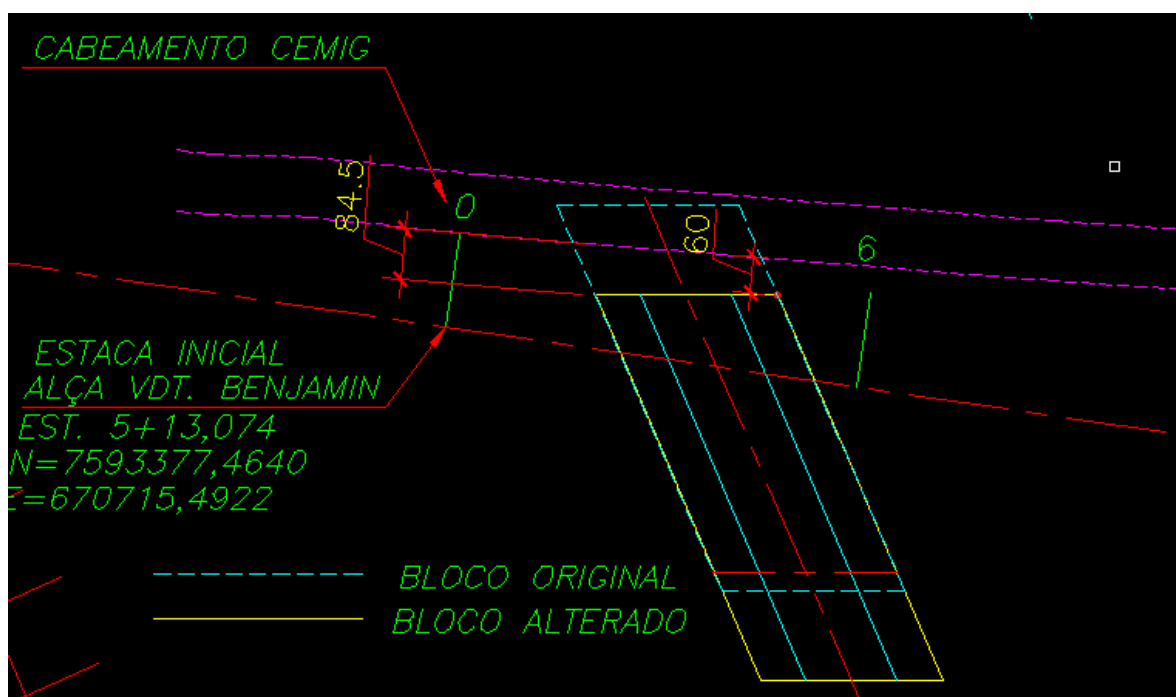 CABEAMENTO CEMIG
84.5
0
60
6
ESTACA INICIAL
ALÇA VDT. BENJAMIN
EST. 5+13,074
N=7593377,4640
E=670715,4922
BLOCO ORIGINAL
BLOCO ALTERADO